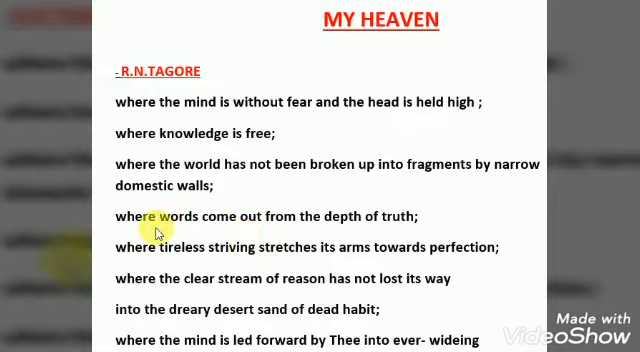 MY HEAVEN
- R.N.TAGORE
where the mind is without fear and the head is held high ;
where knowledge is free;
where the world has not been broken up into fragments by narrow
domestic walls;
where words come out from the depth of truth;
where tireless striving stretches its arms towards perfection;
where the clear stream of reason has not lost its way
into the dreary desert sand of dead habit;
where the mind is led forward by Thee into ever- wideing
Made with
VideoShow